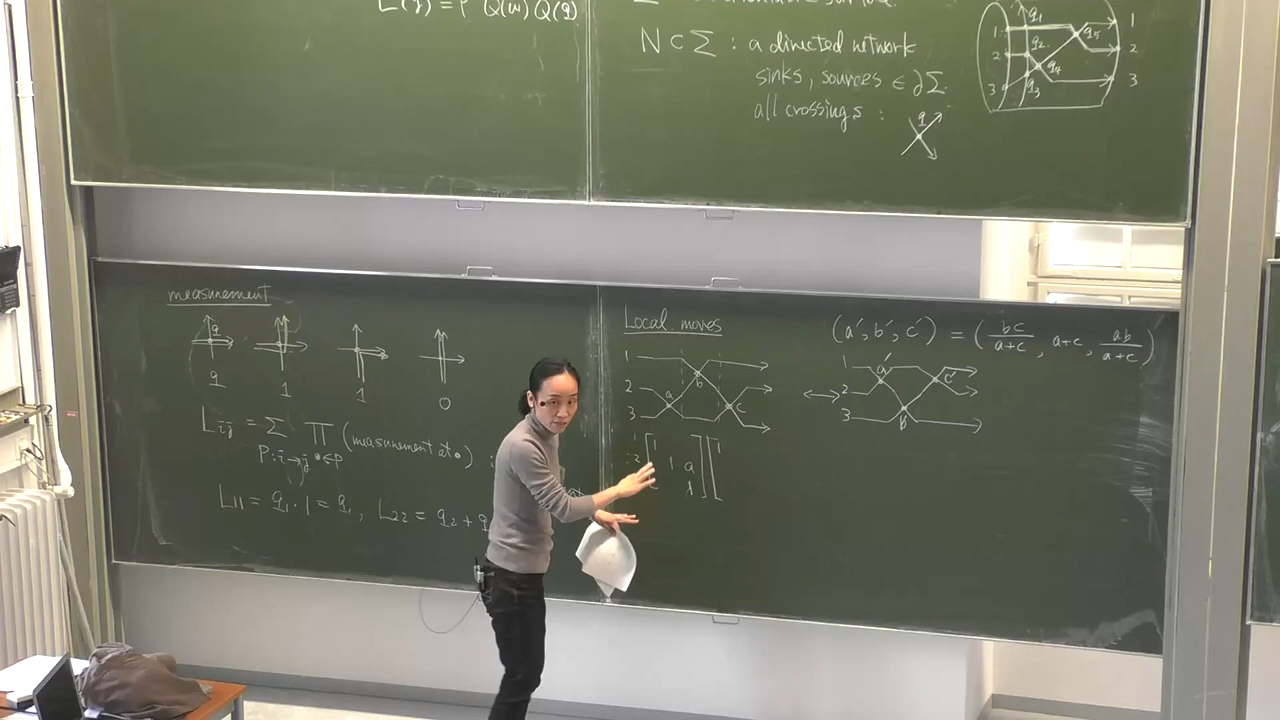 N ⊂ Σ : a directed network
sinks, sources ∈ ∂Σ.
all crossings :
q
1 q₁ q₅ 1
2 q₂ q₄ 2
3 q₃ 3
measurement
q
q 1 1 0
(measurement at •)
L₁₁ = q₁ · 1 = q₁ , L₂₂ = q₂ + q
Local moves
(a′, b′, c′) = (bc/(a+c), a+c, ab/(a+c))
1 b
2 a c
3
1 a′ c′
2
3 b′
1
1 a
1